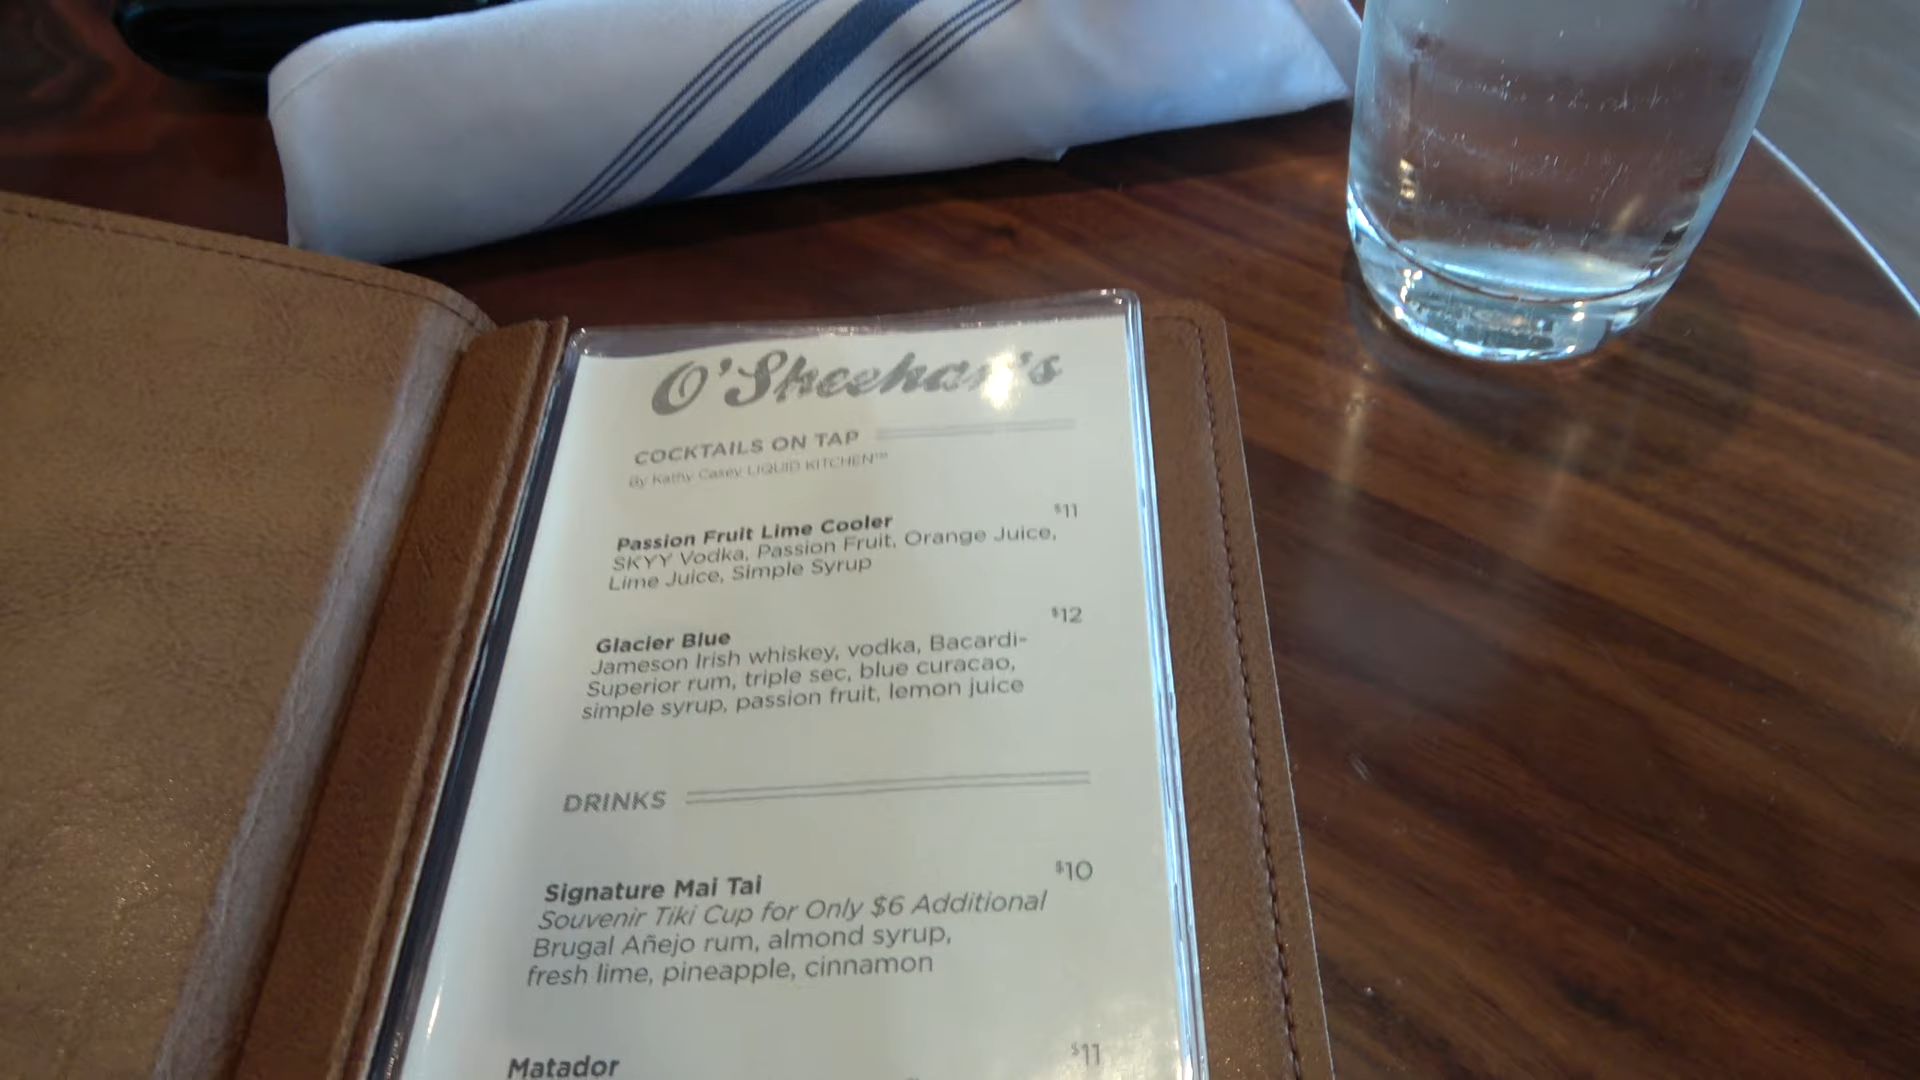 O'Sheehan's
COCKTAILS ON TAP
By Kathy Casey LIQUID KITCHEN™
Passion Fruit Lime Cooler $11
SKYY Vodka, Passion Fruit, Orange Juice,
Lime Juice, Simple Syrup
Glacier Blue $12
Jameson Irish whiskey, vodka, Bacardi-
Superior rum, triple sec, blue curacao,
simple syrup, passion fruit, lemon juice
DRINKS
Signature Mai Tai $10
Souvenir Tiki Cup for Only $6 Additional
Brugal Añejo rum, almond syrup,
fresh lime, pineapple, cinnamon
Matador $11